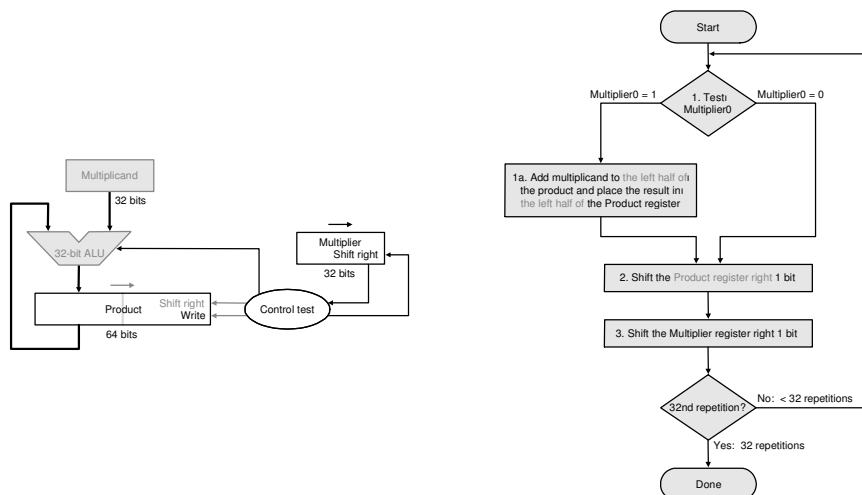 Multiplicand
32 bits
32-bit ALU
Multiplier
Shift right
32 bits
Product
Shift right
Write
64 bits
Control test
Start
Multiplier0 = 1
1. Test
Multiplier0
Multiplier0 = 0
1a. Add multiplicand to the left half of
the product and place the result in
the left half of the Product register
2. Shift the Product register right 1 bit
3. Shift the Multiplier register right 1 bit
32nd repetition?
No: < 32 repetitions
Yes: 32 repetitions
Done